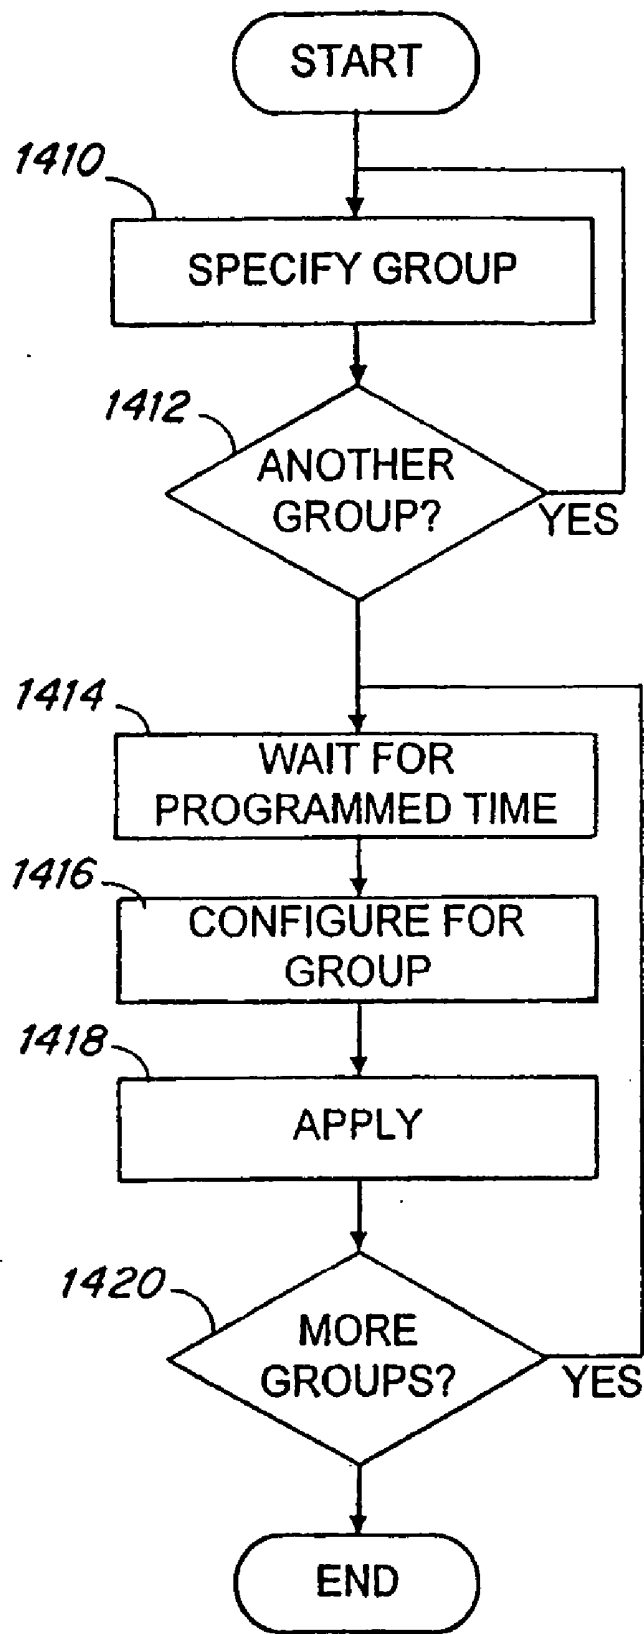 START
1410
SPECIFY GROUP
1412
ANOTHER
GROUP?
YES
1414
WAIT FOR
PROGRAMMED TIME
1416
CONFIGURE FOR
GROUP
1418
APPLY
1420
MORE
GROUPS?
YES
END